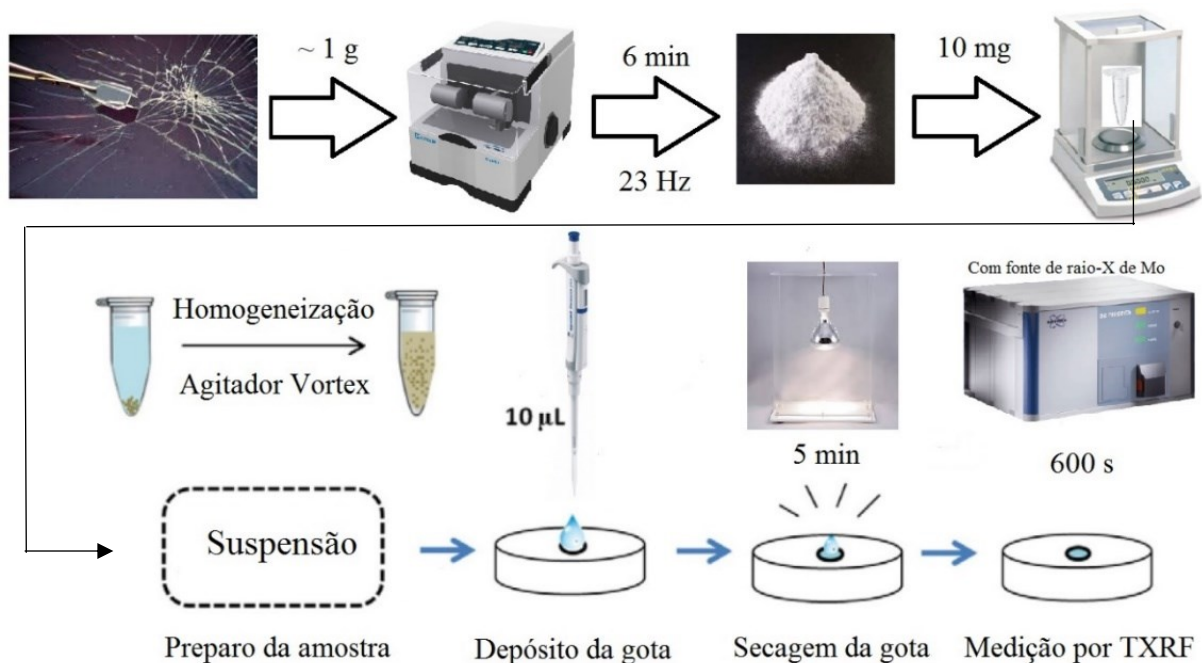 ~ 1 g
6 min
23 Hz
10 mg
Homogeneização
Agitador Vortex
10 µL
5 min
Com fonte de raio-X de Mo
600 s
Suspensão
Preparo da amostra
Depósito da gota
Secagem da gota
Medição por TXRF